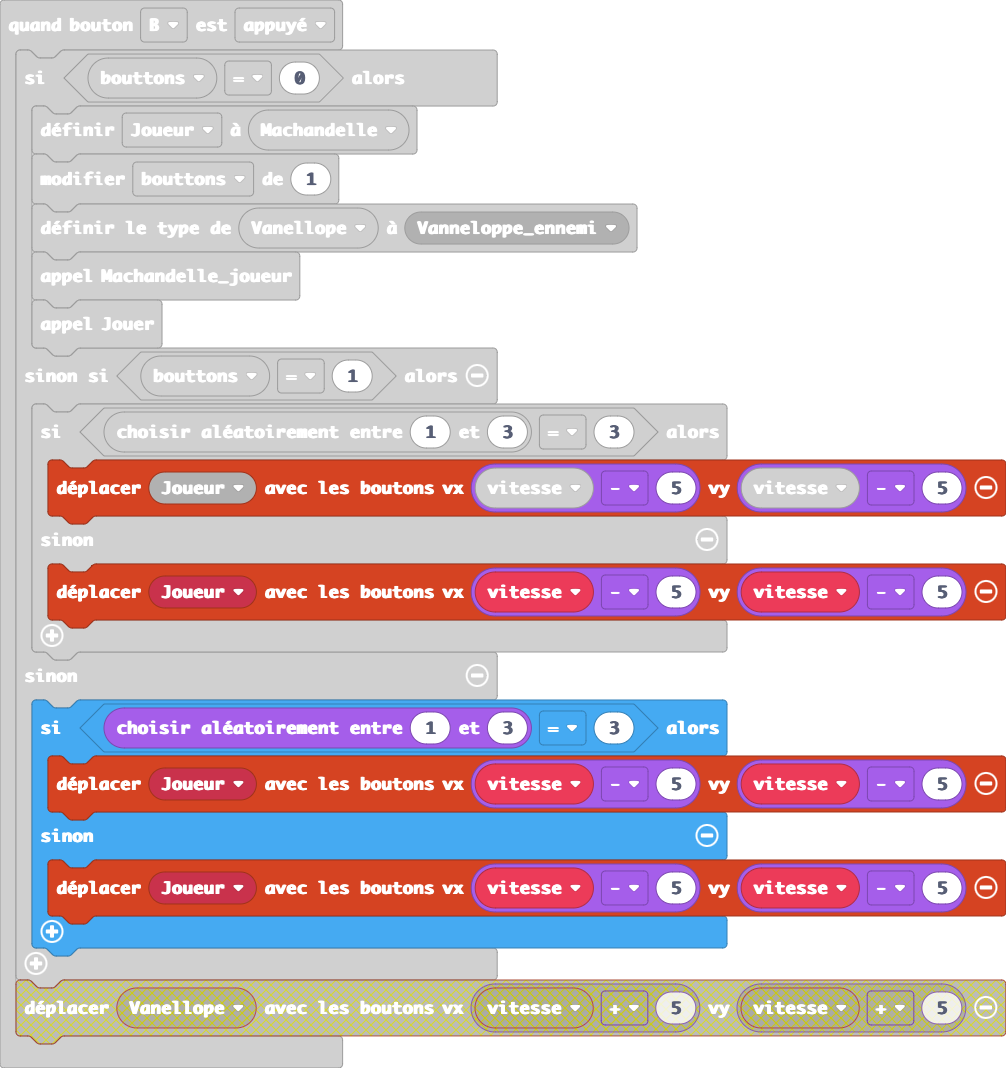 quand bouton B est appuyé
si bouttons = 0 alors
définir Joueur à Machandelle
modifier bouttons de 1
définir le type de Vanellope à Vanneloppe_ennemi
appel Machandelle_joueur
appel Jouer
sinon si bouttons = 1 alors
si choisir aléatoirement entre 1 et 3 = 3 alors
déplacer Joueur avec les boutons vx vitesse - 5 vy vitesse - 5
sinon
déplacer Joueur avec les boutons vx vitesse - 5 vy vitesse - 5
sinon
si choisir aléatoirement entre 1 et 3 = 3 alors
déplacer Joueur avec les boutons vx vitesse - 5 vy vitesse - 5
sinon
déplacer Joueur avec les boutons vx vitesse - 5 vy vitesse - 5
déplacer Vanellope avec les boutons vx vitesse + 5 vy vitesse + 5